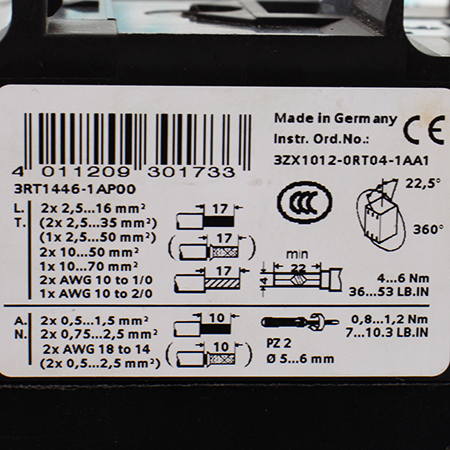 Made in Germany
Instr. Ord.No.:
3ZX1012-0RT04-1AA1
CE
4 011209 301733
3RT1446-1AP00
CCC
22,5°
360°
L. 2x 2,5...16 mm²
T. (2x 2,5...35 mm²)
(1x 2,5...50 mm²)
2x 10...50 mm²
1x 10...70 mm²
2x AWG 10 to 1/0
1x AWG 10 to 2/0
17
17
17
min
22
4...6 Nm
36...53 LB.IN
A. 2x 0,5...1,5 mm²
N. 2x 0,75...2,5 mm²
2x AWG 18 to 14
(2x 0,5...2,5 mm²)
10
10
PZ 2
Ø 5...6 mm
0,8...1,2 Nm
7...10.3 LB.IN